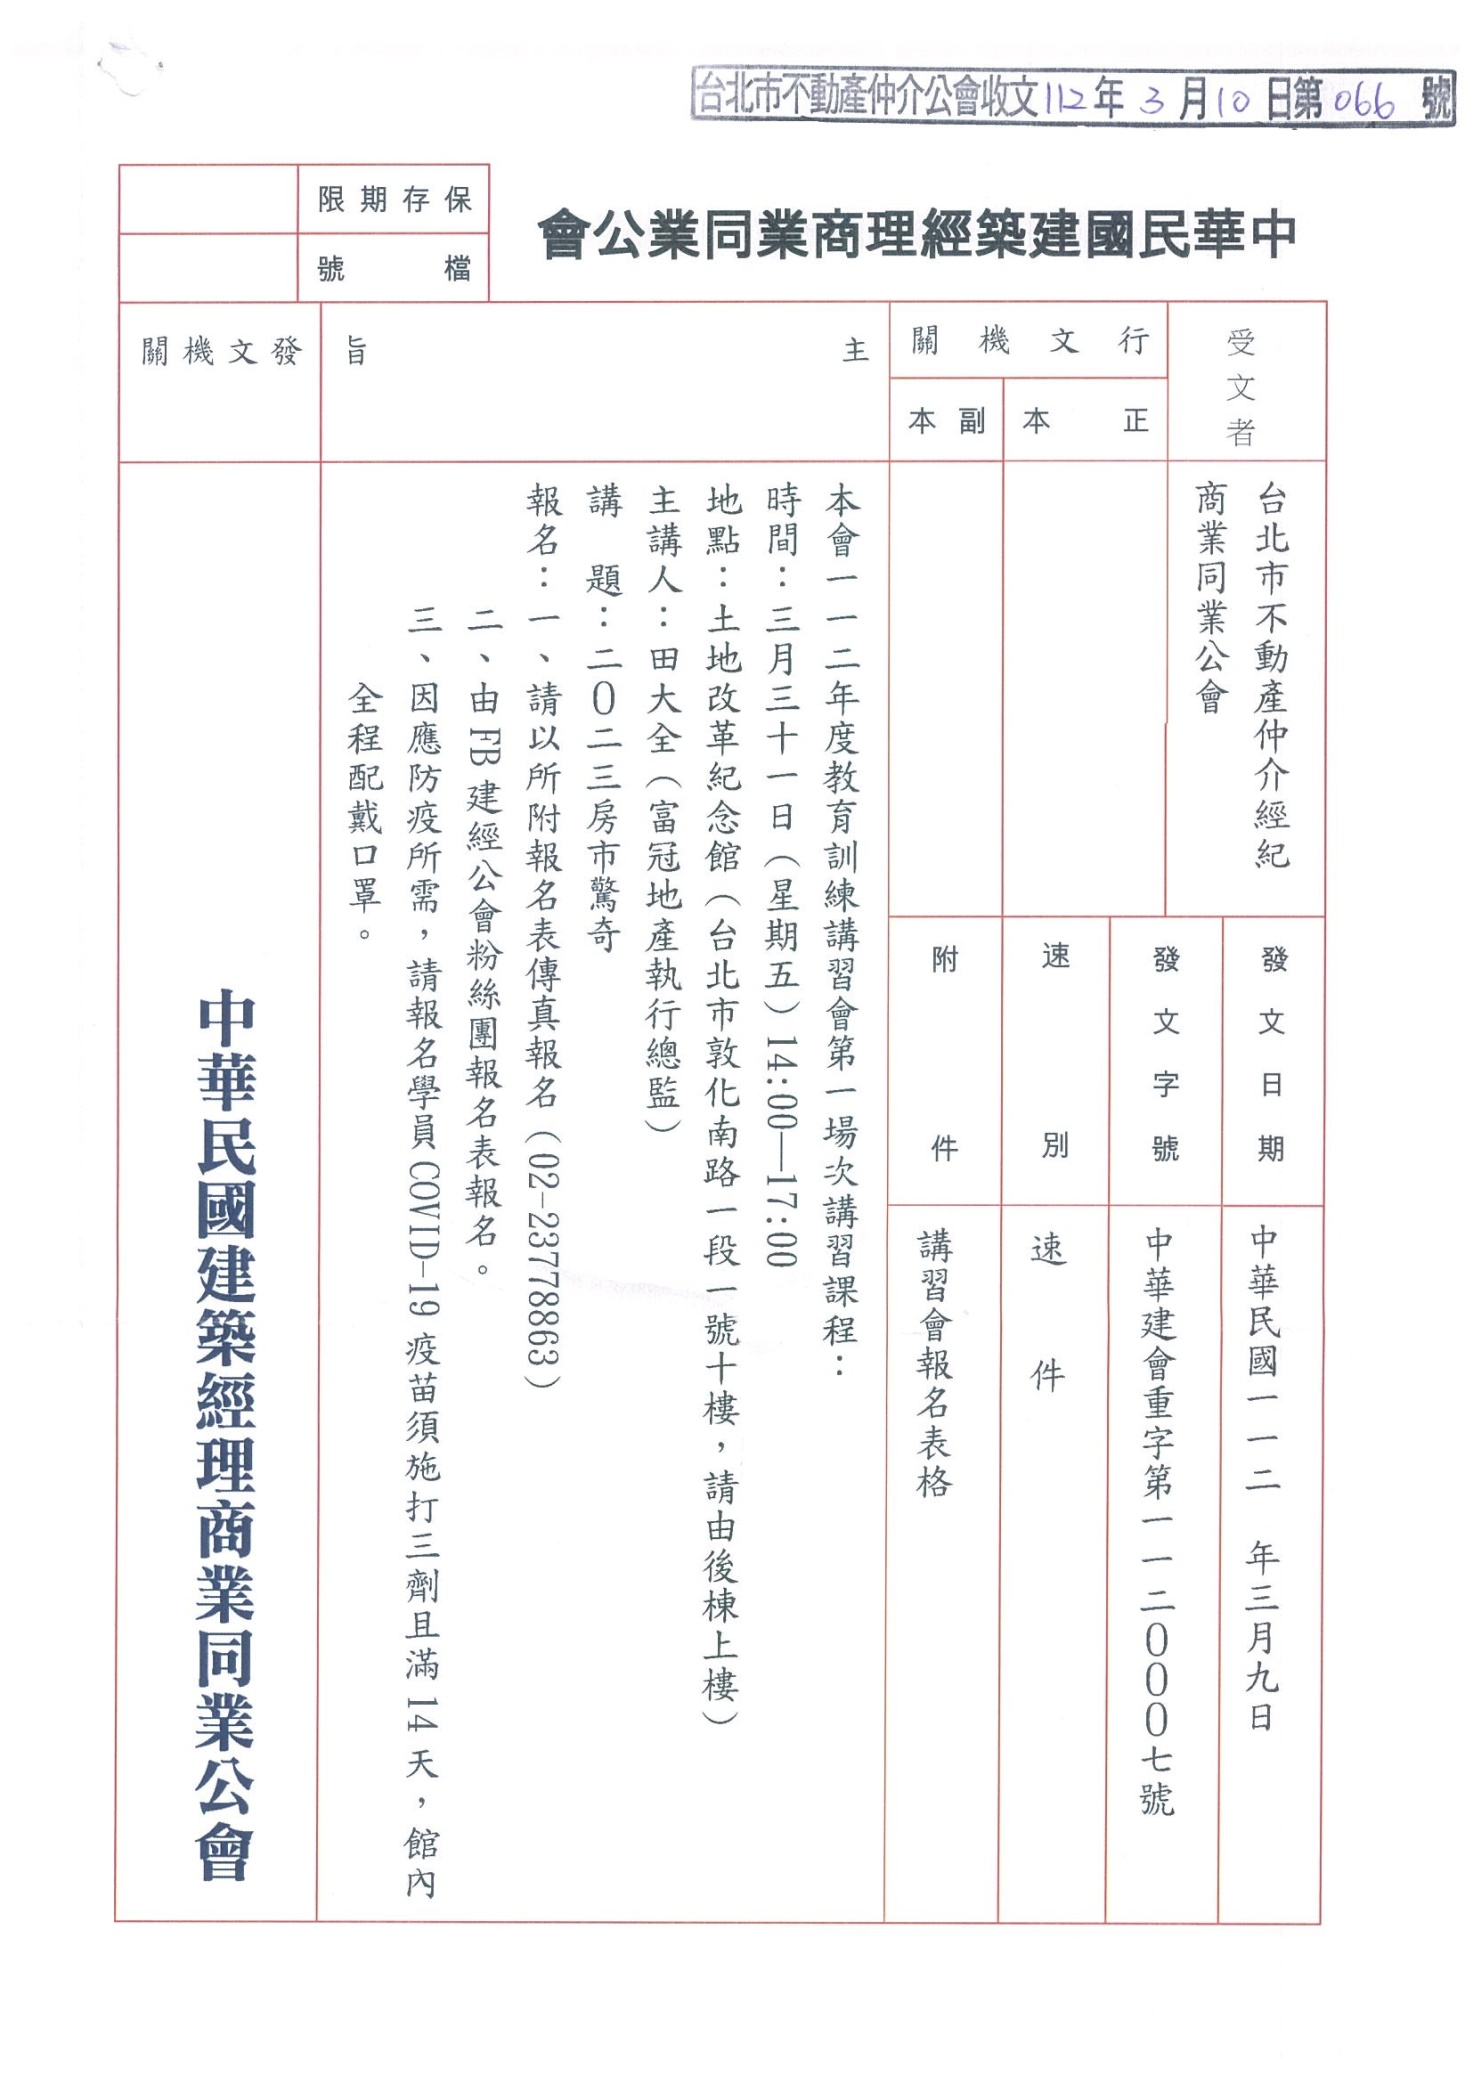 台北市不動產仲介公會收文112年3月10日第066號
中華民國建築經理商業同業公會
保存期限
檔號
受文者
台北市不動產仲介經紀
商業同業公會
行文機關
正本
副本
發文日期
中華民國一一二 年三月九日
發文字號
中華建會重字第一一二000七號
速別
速件
附件
講習會報名表格
主旨
本會一一二年度教育訓練講習會第一場次講習課程：
時間：三月三十一日（星期五）14:00—17:00
地點：土地改革紀念館（台北市敦化南路一段一號十樓，請由後棟上樓）
主講人：田大全（富冠地產執行總監）
講 題：二0二三房市驚奇
報名：一、請以所附報名表傳真報名（02-23778863）
二、由FB建經公會粉絲團報名表報名。
三、因應防疫所需，請報名學員COVID-19疫苗須施打三劑且滿14天，館內
全程配戴口罩。
發文機關
中華民國建築經理商業同業公會